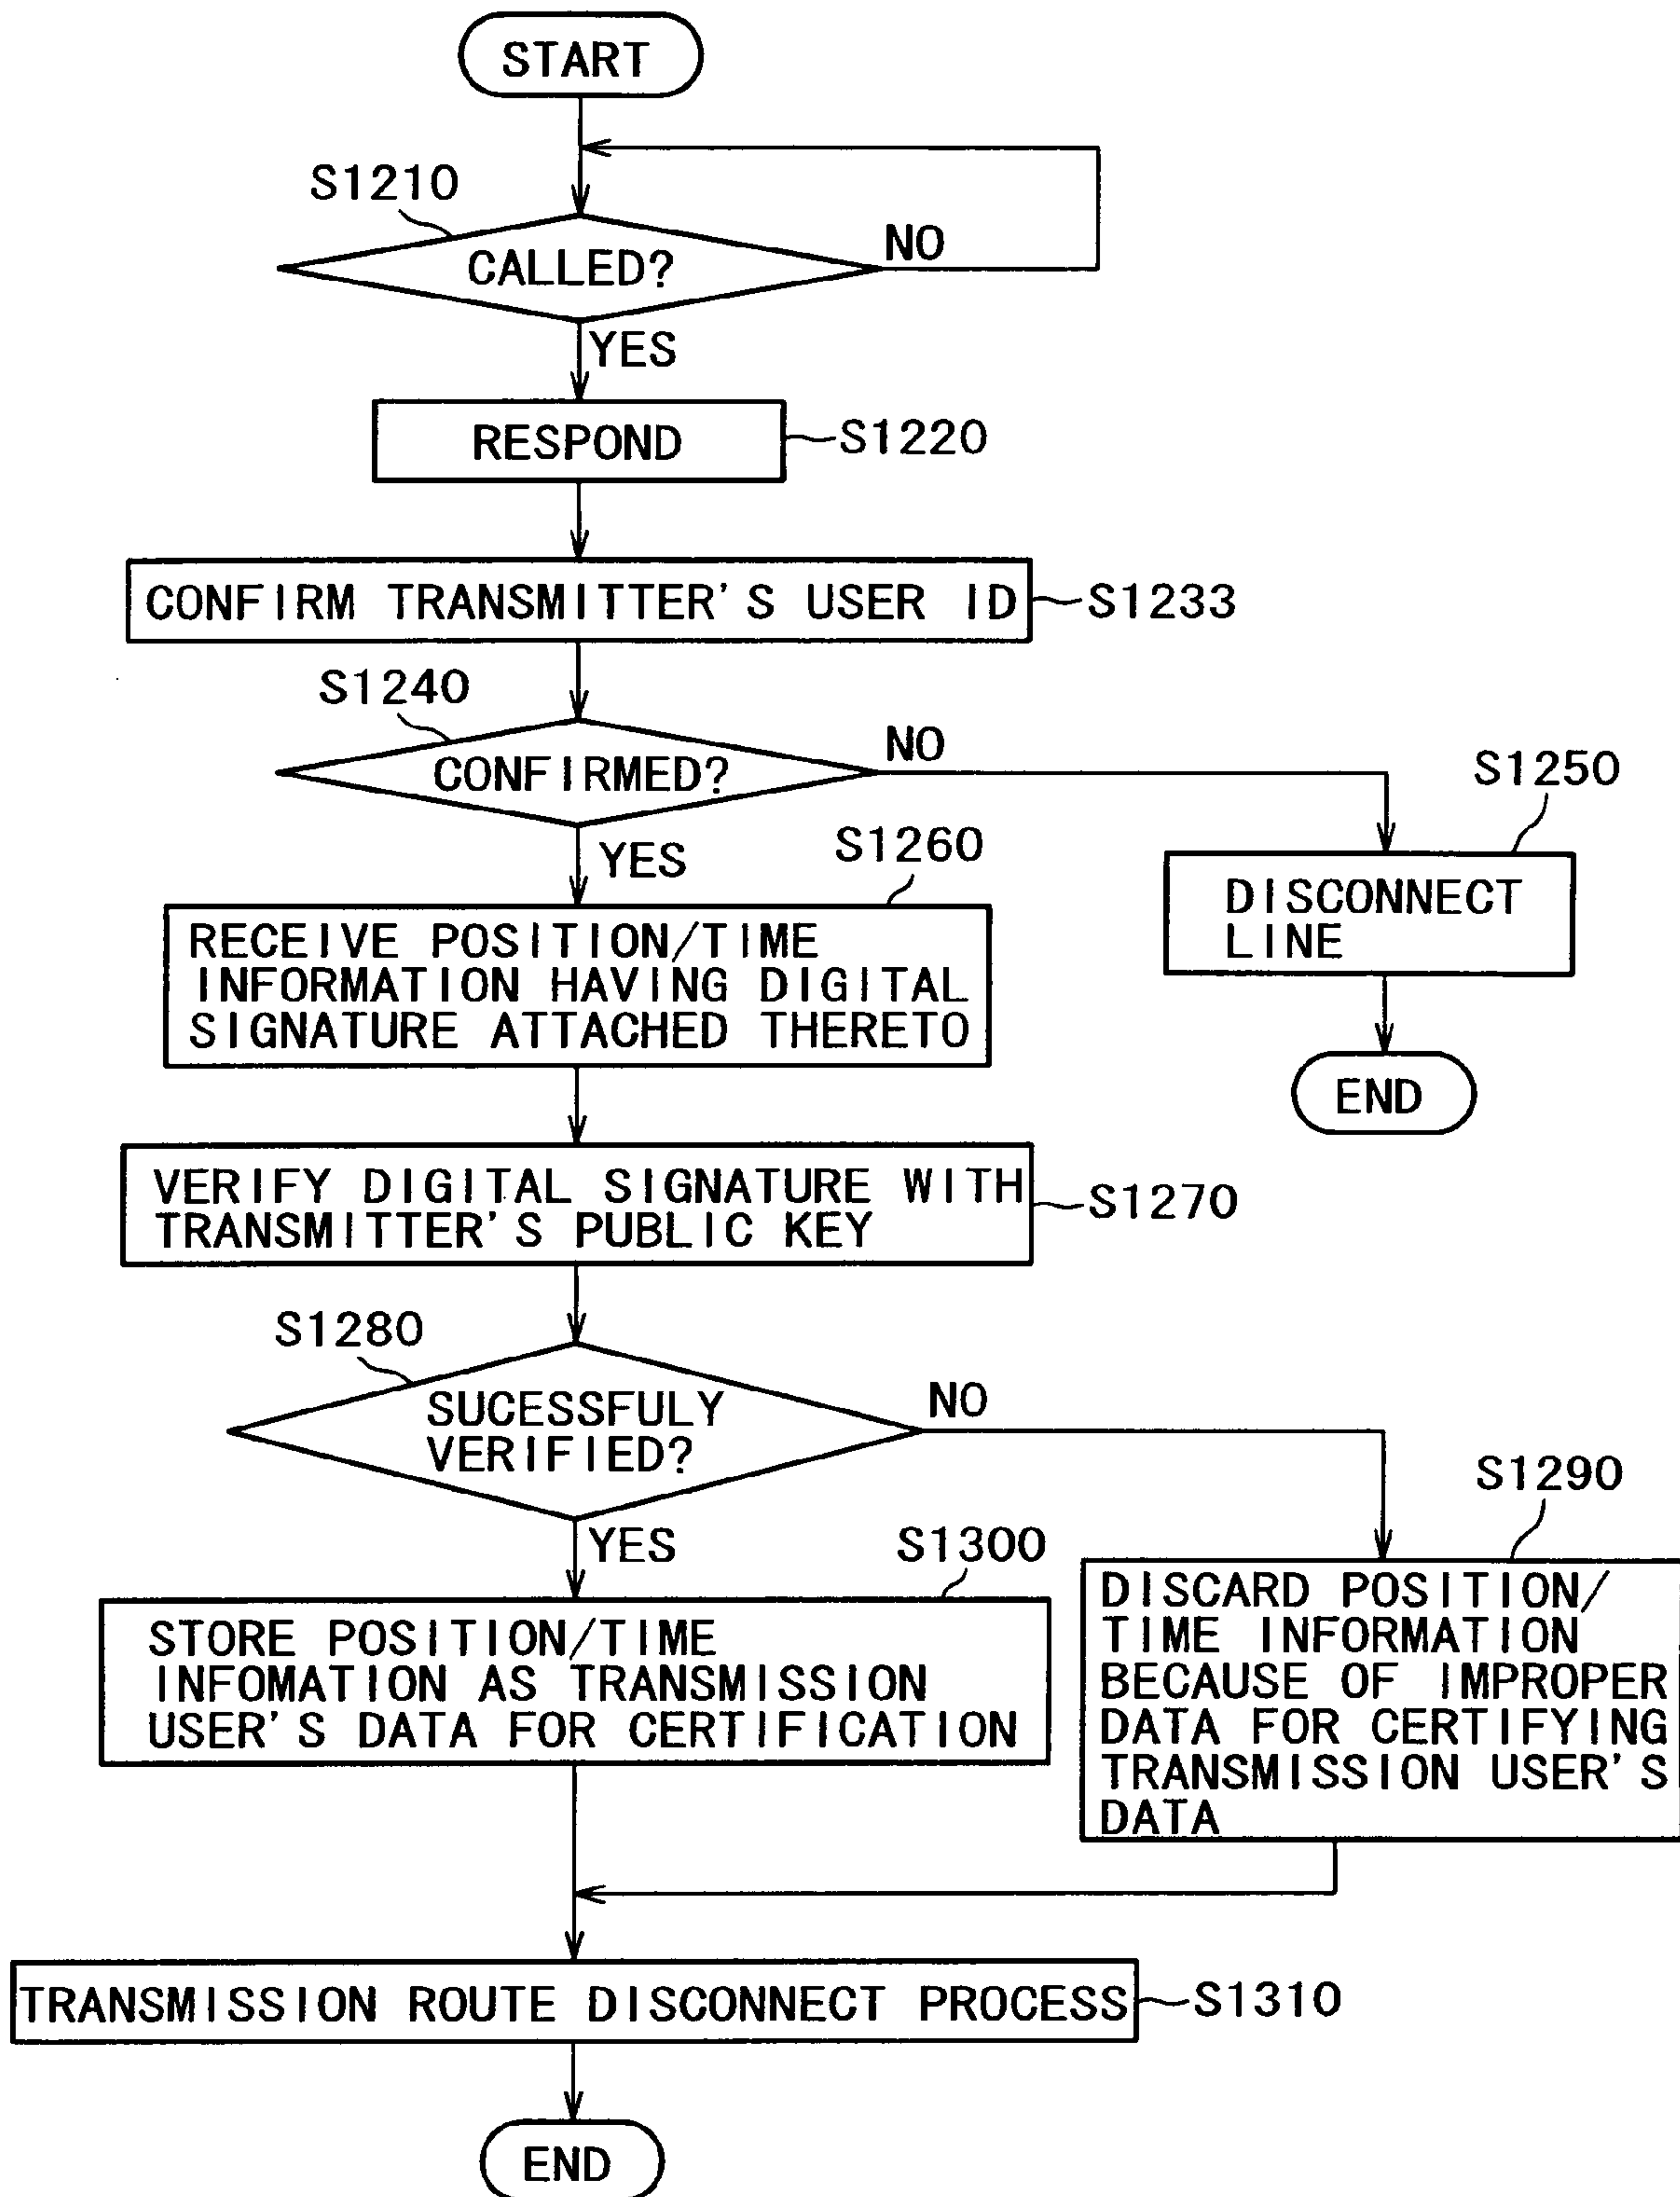 START
S1210
CALLED?
NO
YES
RESPOND
S1220
CONFIRM TRANSMITTER'S USER ID
S1233
S1240
CONFIRMED?
NO
YES
S1250
DISCONNECT
LINE
END
S1260
RECEIVE POSITION/TIME
INFORMATION HAVING DIGITAL
SIGNATURE ATTACHED THERETO
VERIFY DIGITAL SIGNATURE WITH
TRANSMITTER'S PUBLIC KEY
S1270
S1280
SUCESSFULY
VERIFIED?
NO
YES
S1290
DISCARD POSITION/
TIME INFORMATION
BECAUSE OF IMPROPER
DATA FOR CERTIFYING
TRANSMISSION USER'S
DATA
S1300
STORE POSITION/TIME
INFOMATION AS TRANSMISSION
USER'S DATA FOR CERTIFICATION
TRANSMISSION ROUTE DISCONNECT PROCESS
S1310
END